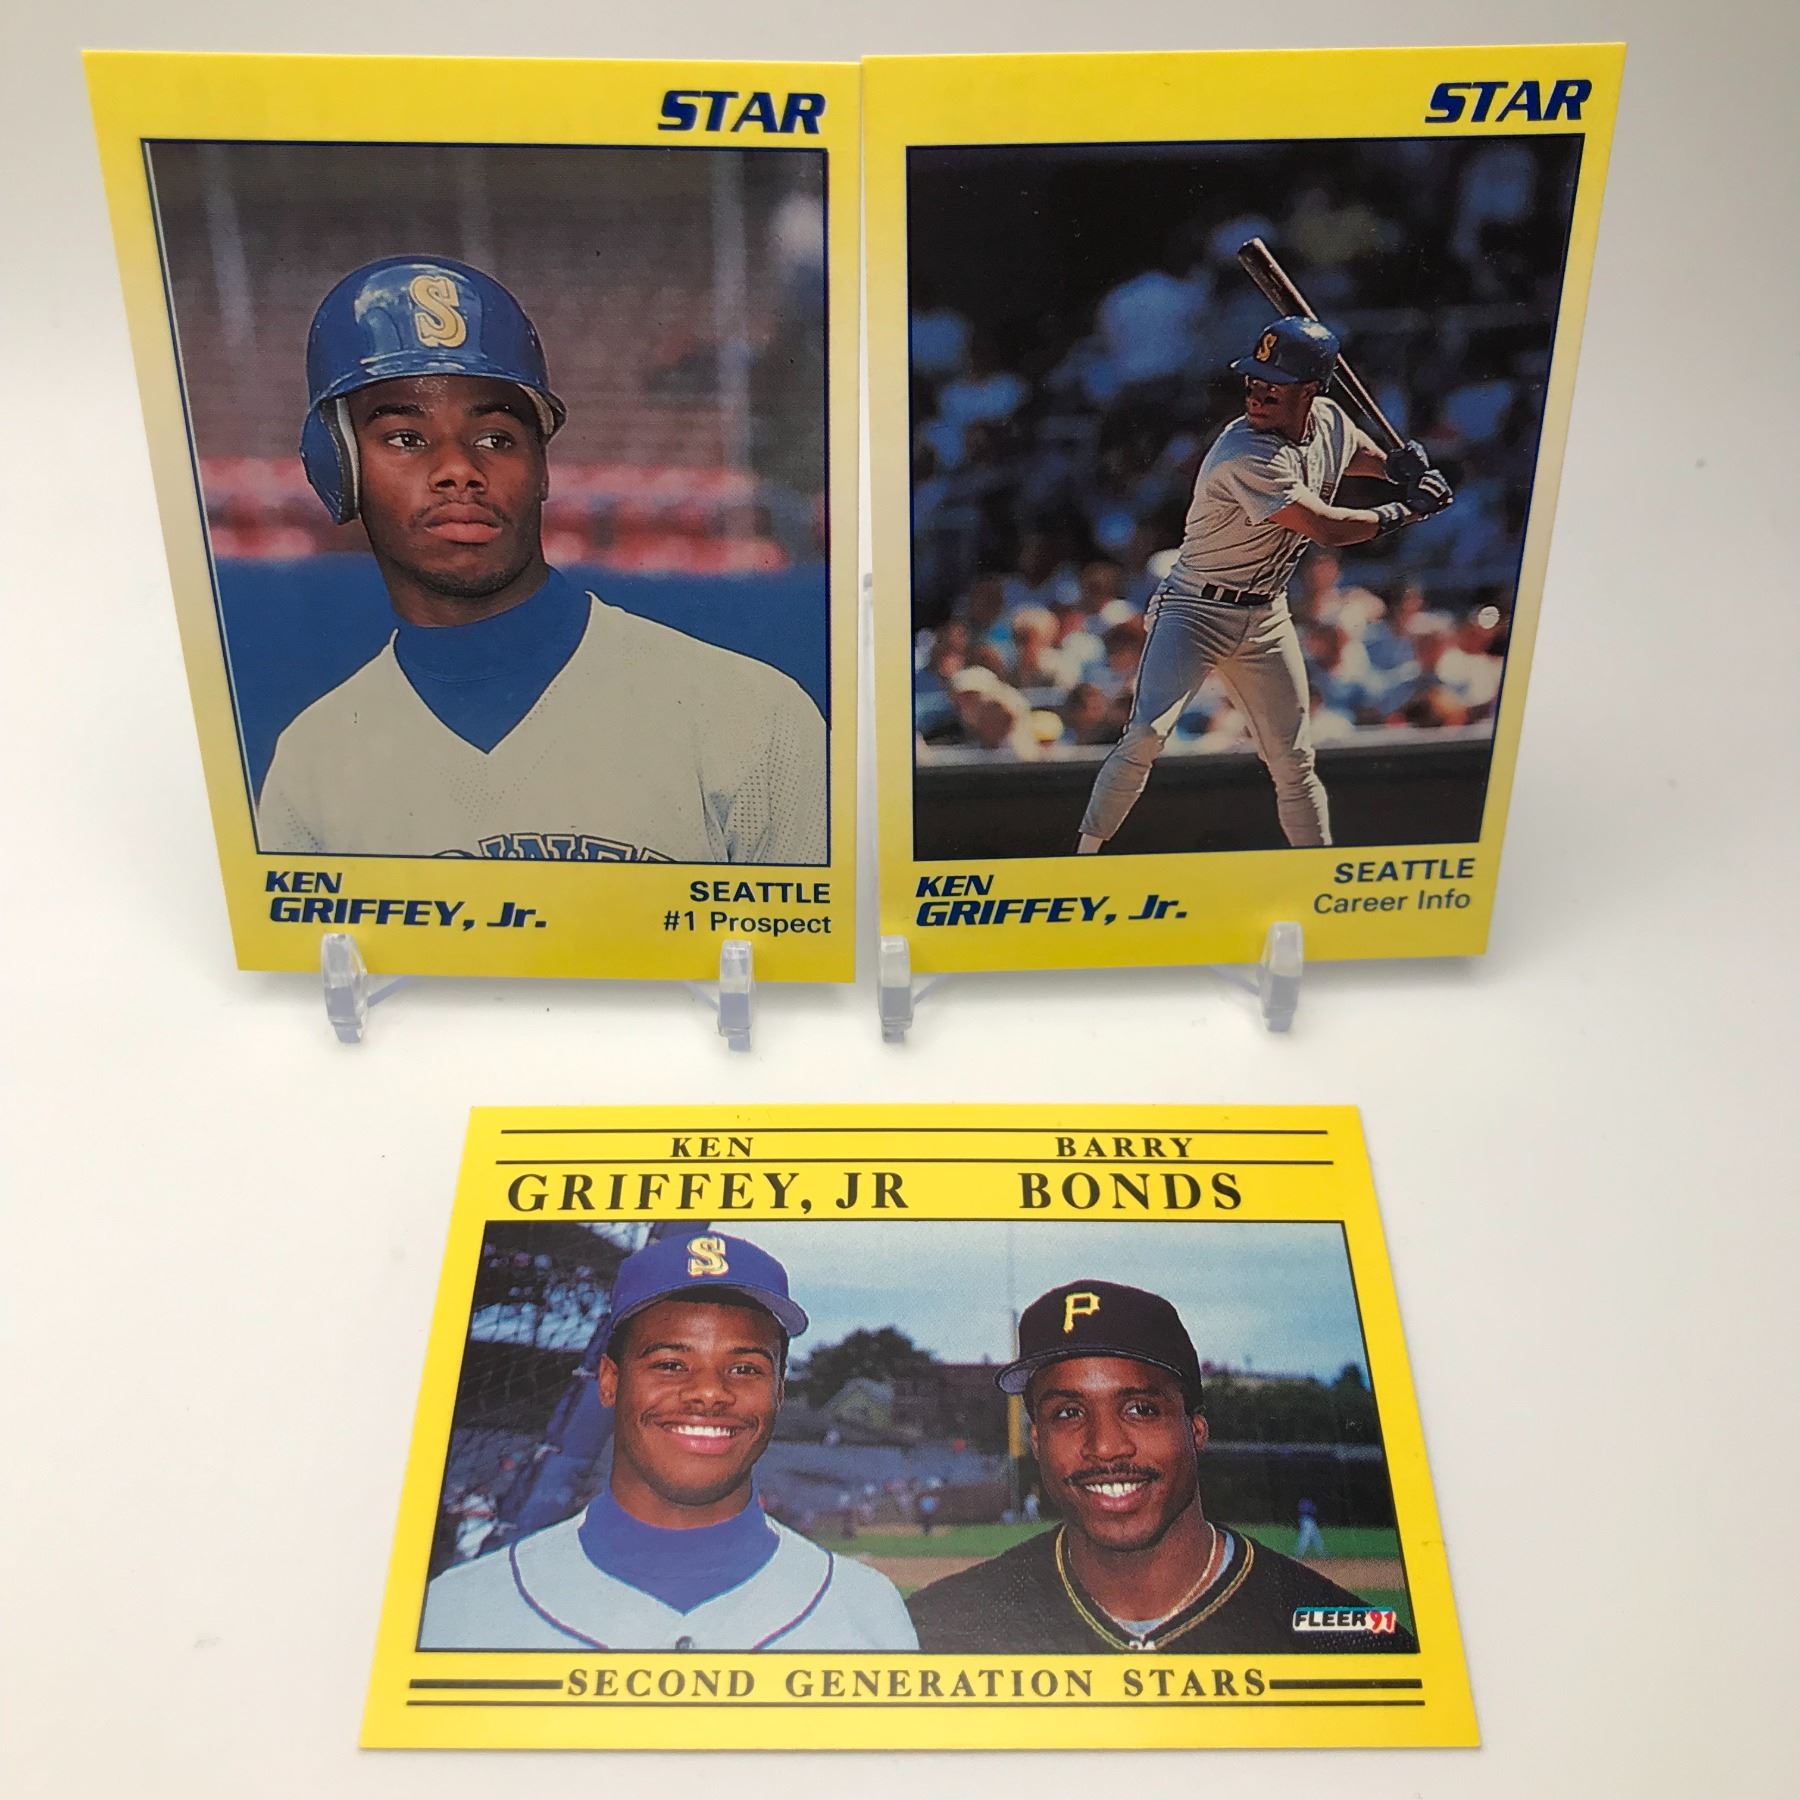 STAR
S
KEN
GRIFFEY, Jr.
SEATTLE
#1 Prospect
STAR
S
KEN
GRIFFEY, Jr.
SEATTLE
Career Info
KEN BARRY
GRIFFEY, JR BONDS
S
P
FLEER 91
SECOND GENERATION STARS